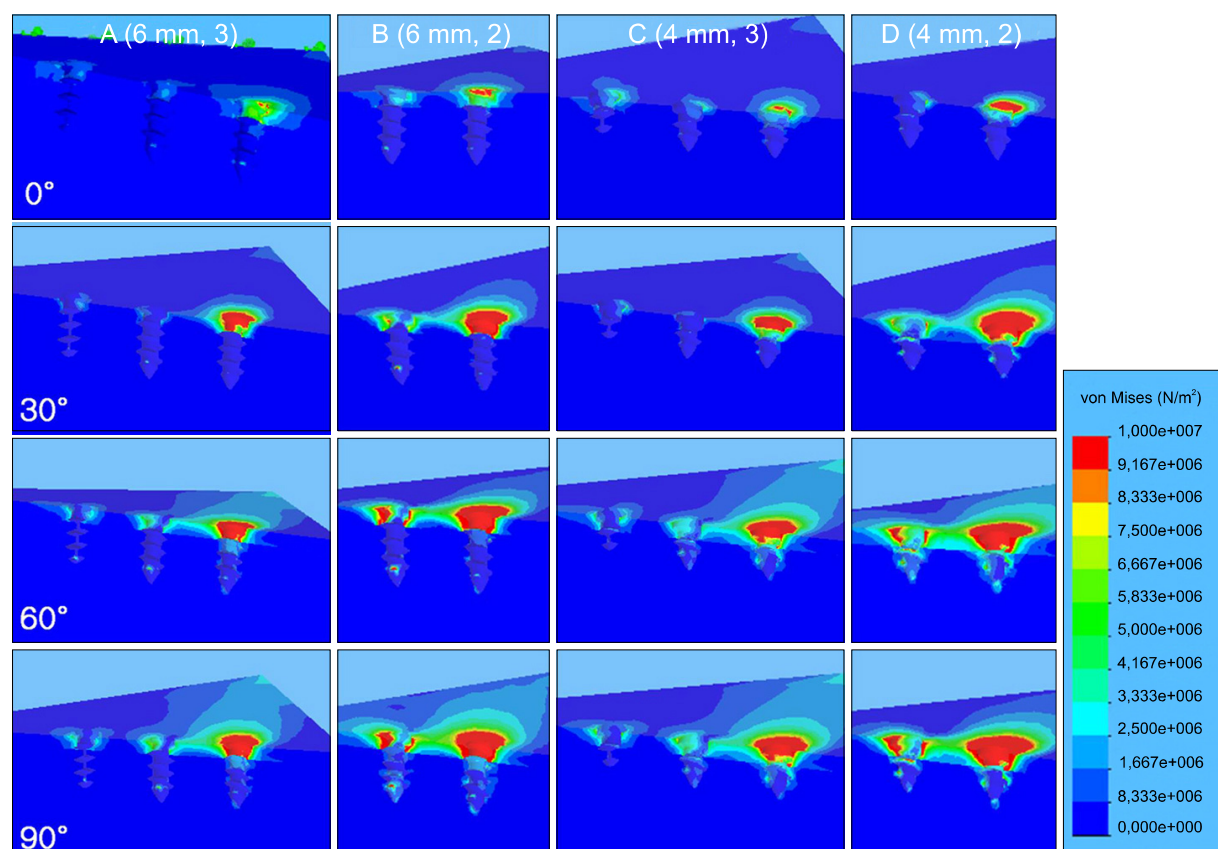 A (6 mm, 3)
B (6 mm, 2)
C (4 mm, 3)
D (4 mm, 2)
0°
30°
60°
90°
von Mises (N/m²)
1,000e+007
9,167e+006
8,333e+006
7,500e+006
6,667e+006
5,833e+006
5,000e+006
4,167e+006
3,333e+006
2,500e+006
1,667e+006
8,333e+006
0,000e+000